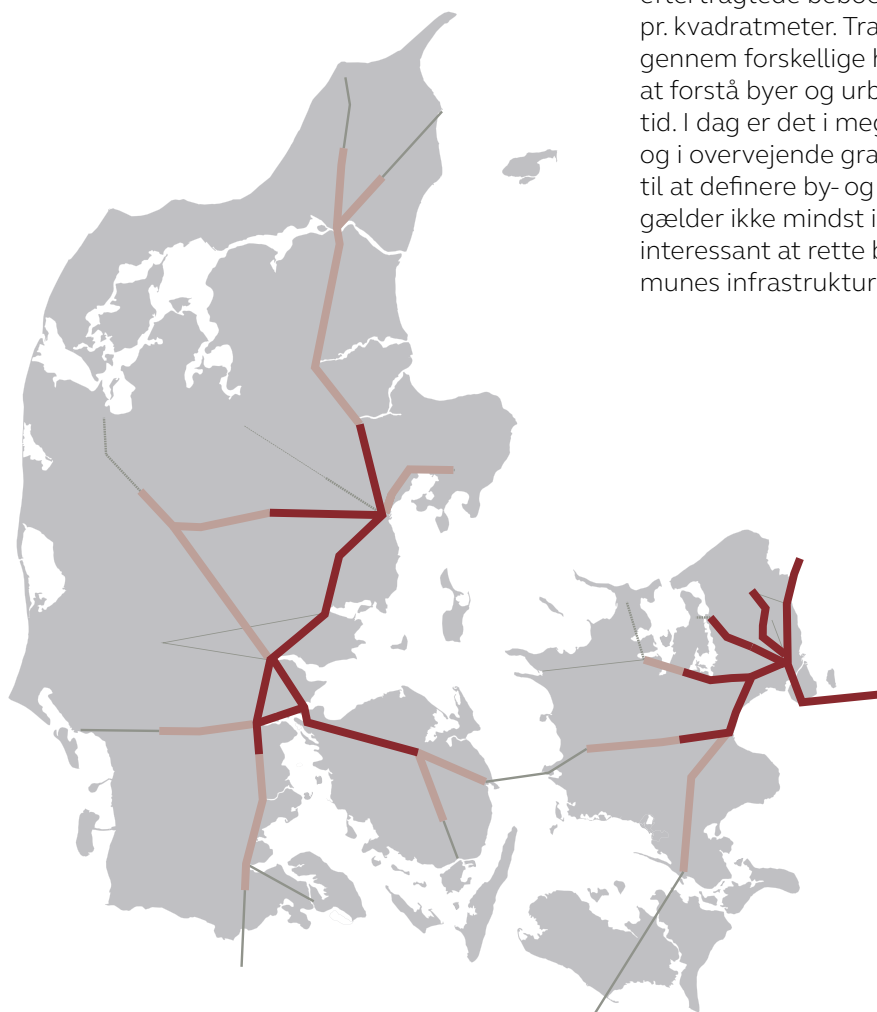 pr. kvadratmeter. Tra
gennem forskellige h
at forstå byer og urb
tid. I dag er det i meg
og i overvejende gra
til at definere by- og
gælder ikke mindst i
interessant at rette b
munes infrastruktur